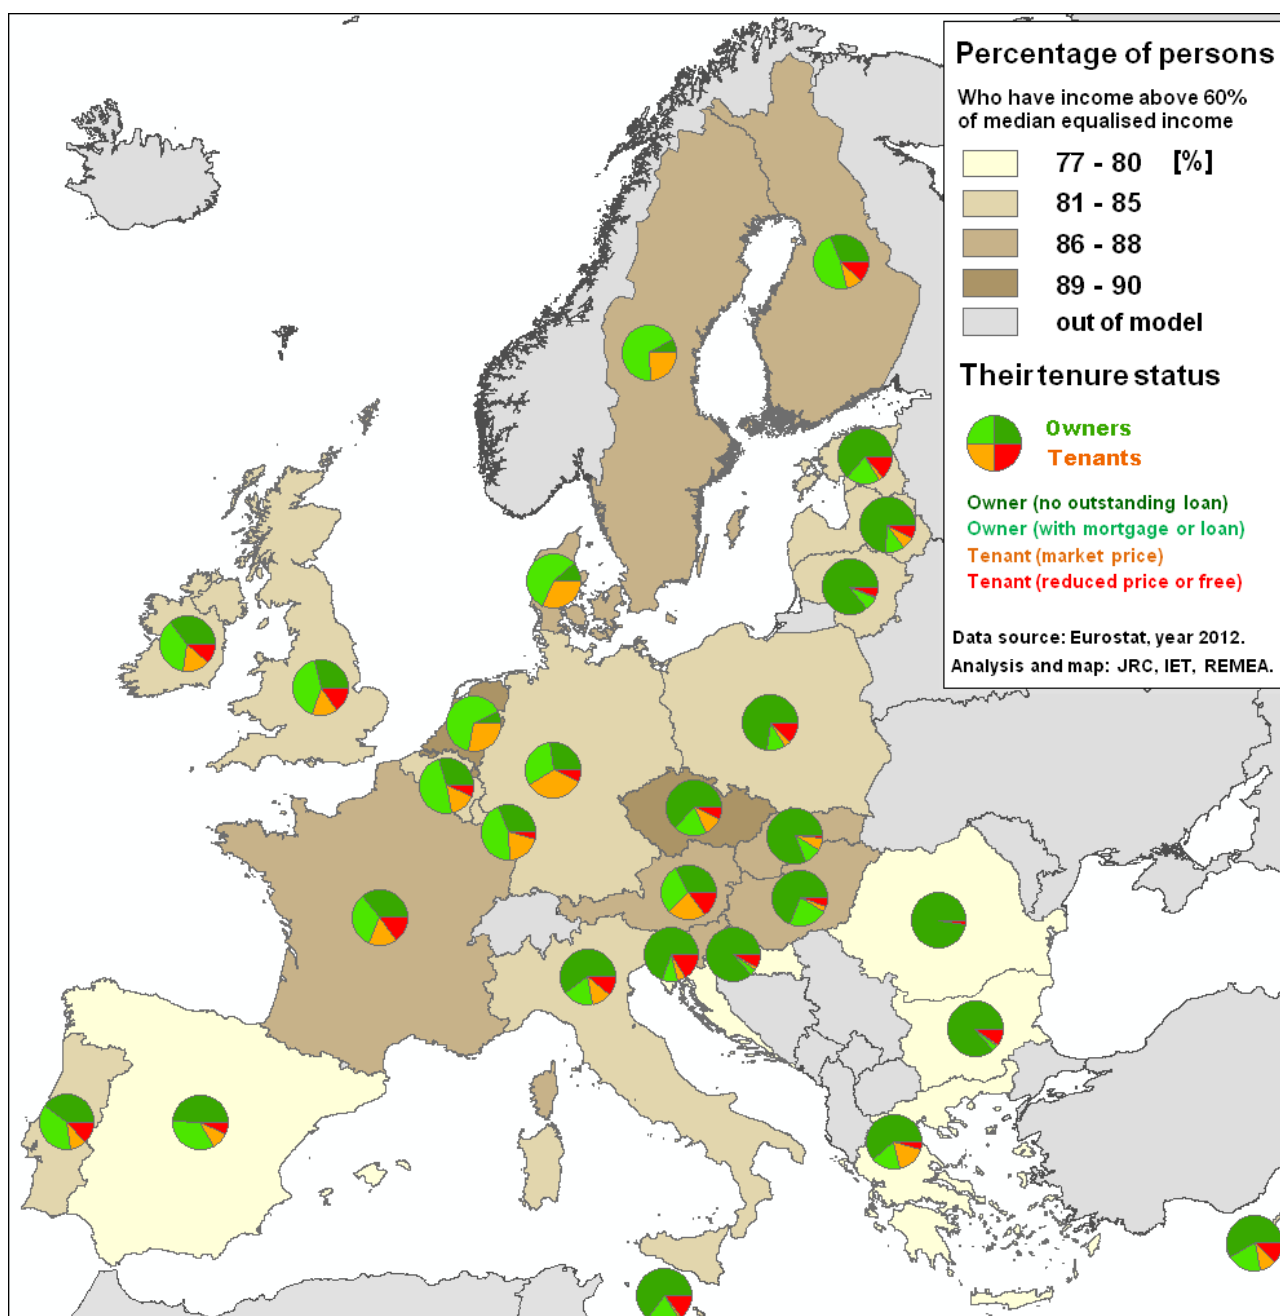 Percentage of persons
Who have income above 60%
of median equalised income
77 - 80 [%]
81 - 85
86 - 88
89 - 90
out of model
Their tenure status
Owners
Tenants
Owner (no outstanding loan)
Owner (with mortgage or loan)
Tenant (market price)
Tenant (reduced price or free)
Data source: Eurostat, year 2012.
Analysis and map: JRC, IET, REMEA.